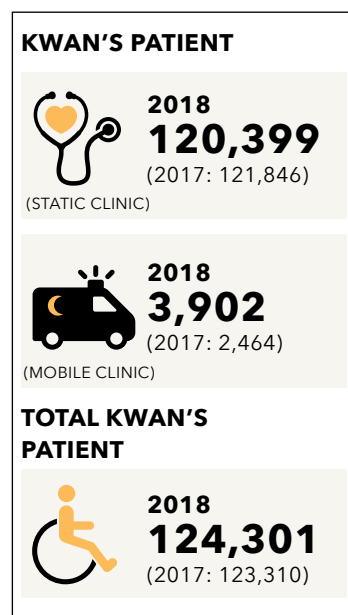 KWAN'S PATIENT
2018
120,399
(2017: 121,846)
(STATIC CLINIC)
2018
3,902
(2017: 2,464)
(MOBILE CLINIC)
TOTAL KWAN'S
PATIENT
2018
124,301
(2017: 123,310)